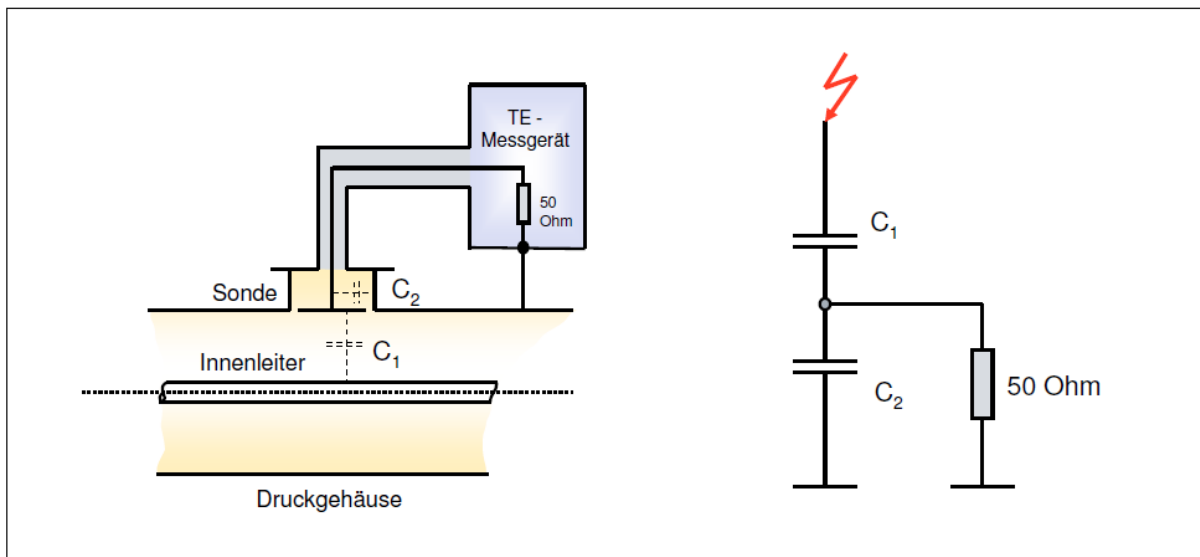 TE -
Messgerät
50
Ohm
Sonde
C₂
Innenleiter
C₁
Druckgehäuse
C₁
C₂
50 Ohm